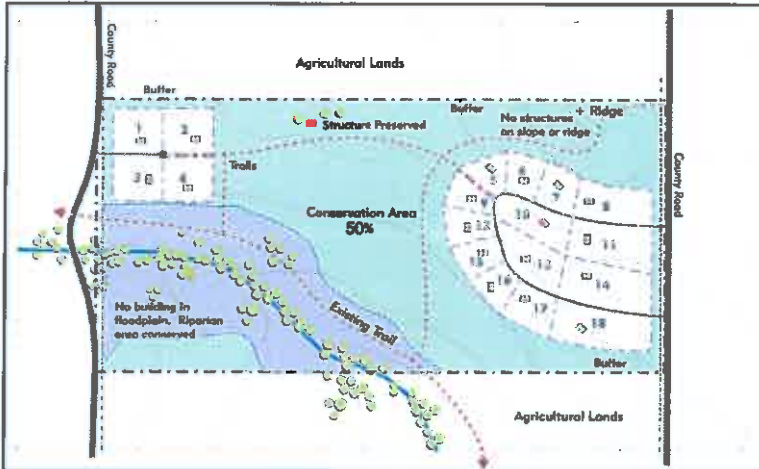 County Road
Agricultural Lands
Buffer
Buffer
+ Ridge
No structures
on slope or ridge
Structure Preserved
1
2
3
4
Trails
County Road
Conservation Area
50%
5
6
7
8
9
10
11
12
13
14
15
16
17
18
No building in
floodplain. Riparian
area conserved
Existing Trail
Buffer
Agricultural Lands